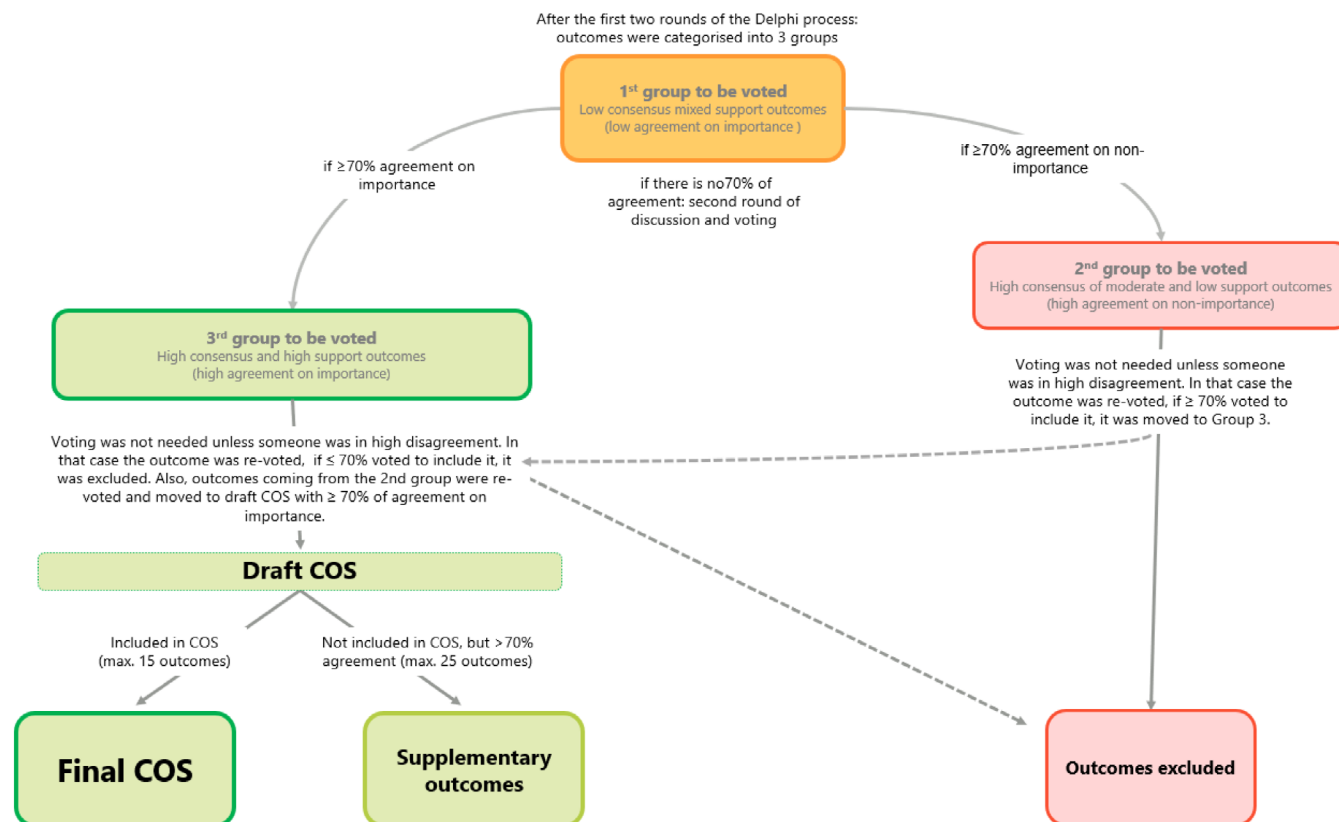 After the first two rounds of the Delphi process:
outcomes were categorised into 3 groups
1st group to be voted
Low consensus mixed support outcomes
(low agreement on importance )
if ≥70% agreement on
importance
if ≥70% agreement on non-
importance
if there is no70% of
agreement: second round of
discussion and voting
2nd group to be voted
High consensus of moderate and low support outcomes
(high agreement on non-importance)
3rd group to be voted
High consensus and high support outcomes
(high agreement on importance)
Voting was not needed unless someone
was in high disagreement. In that case the
outcome was re-voted, if ≥ 70% voted to
include it, it was moved to Group 3.
Voting was not needed unless someone was in high disagreement. In
that case the outcome was re-voted, if ≤ 70% voted to include it, it
was excluded. Also, outcomes coming from the 2nd group were re-
voted and moved to draft COS with ≥ 70% of agreement on
importance.
Draft COS
Included in COS
(max. 15 outcomes)
Not included in COS, but >70%
agreement (max. 25 outcomes)
Final COS
Supplementary
outcomes
Outcomes excluded